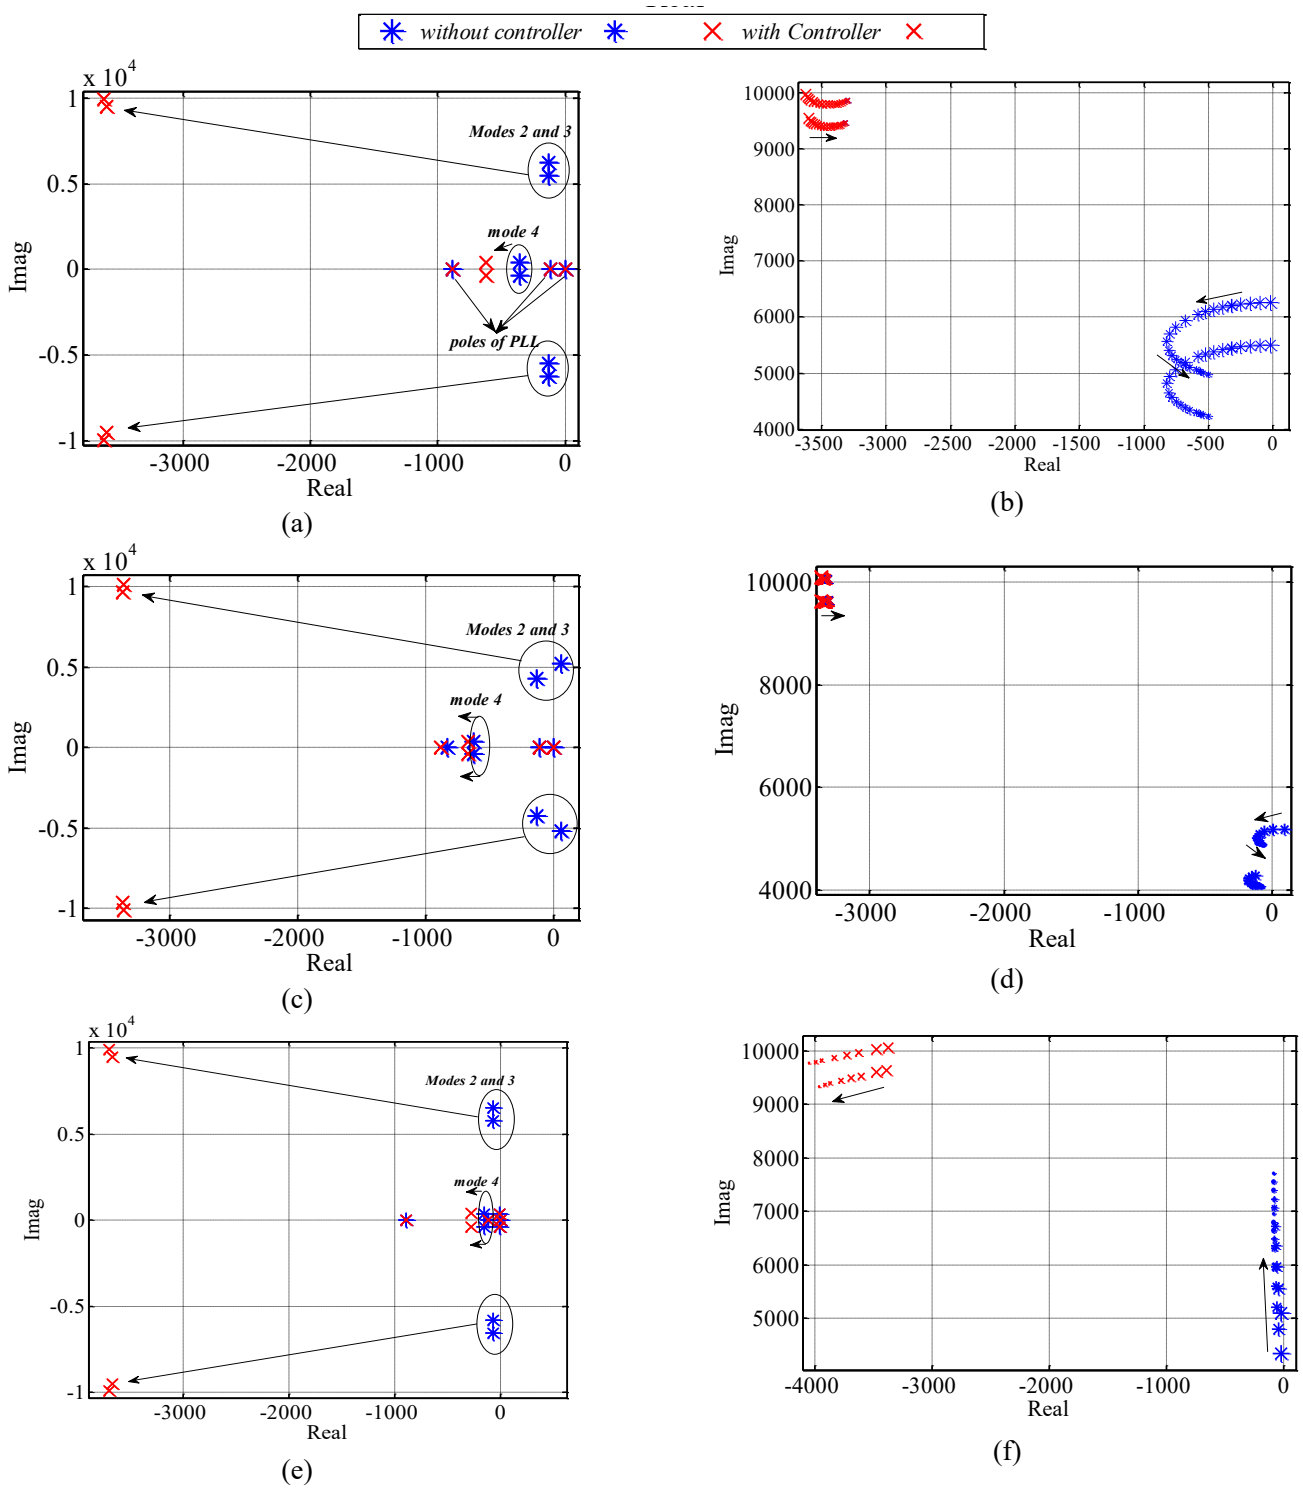 without controller with Controller
x 10^4
1
0.5
0
-0.5
-1
Imag
Modes 2 and 3
mode 4
poles of PLL
-3000 -2000 -1000 0
Real
(a)
10000
9000
8000
7000
6000
5000
4000
Imag
-3500 -3000 -2500 -2000 -1500 -1000 -500 0
Real
(b)
x 10^4
1
0.5
0
-0.5
-1
Imag
Modes 2 and 3
mode 4
-3000 -2000 -1000 0
Real
(c)
10000
8000
6000
4000
Imag
-3000 -2000 -1000 0
Real
(d)
x 10^4
1
0.5
0
-0.5
-1
Imag
Modes 2 and 3
mode 4
-3000 -2000 -1000 0
Real
(e)
10000
9000
8000
7000
6000
5000
Imag
-4000 -3000 -2000 -1000 0
Real
(f)